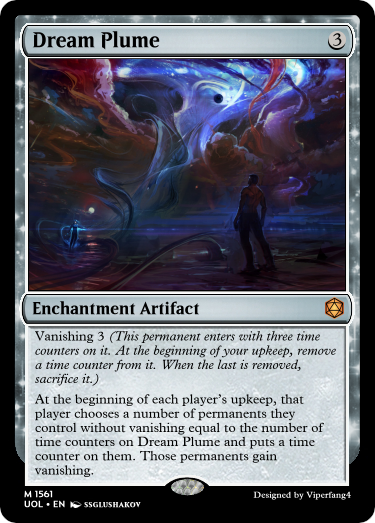 Dream Plume 3
Enchantment Artifact
Vanishing 3 (This permanent enters with three time
counters on it. At the beginning of your upkeep, remove
a time counter from it. When the last is removed,
sacrifice it.)
At the beginning of each player's upkeep, that
player chooses a number of permanents they
control without vanishing equal to the number of
time counters on Dream Plume and puts a time
counter on them. Those permanents gain
vanishing.
M 1561
UOL • EN SSGLUSHAKOV
Designed by Viperfang4